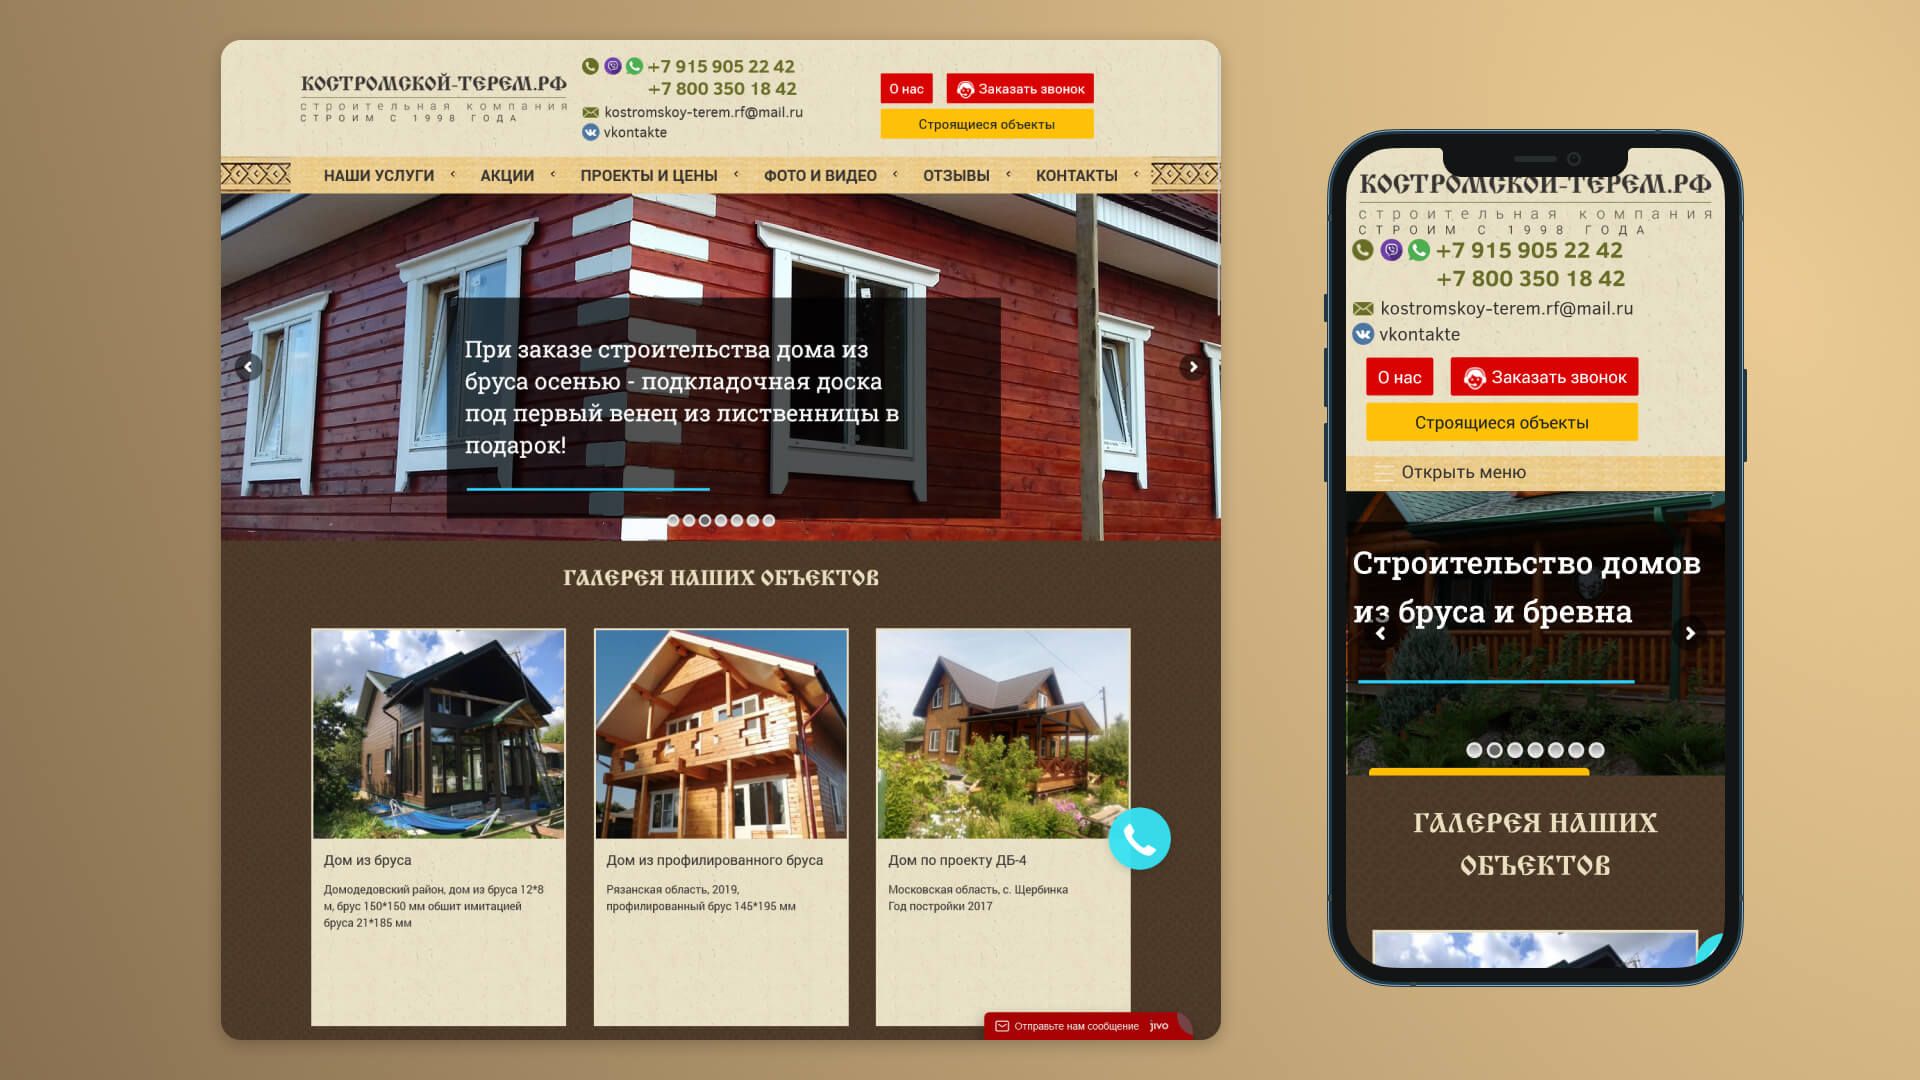 КОСТРОМСКОЙ-ТЕРЕМ.РФ
строительная компания
СТРОИМ С 1998 ГОДА
+7 915 905 22 42
+7 800 350 18 42
kostromskoy-terem.rf@mail.ru
vkontakte
О нас
Заказать звонок
Строящиеся объекты
НАШИ УСЛУГИ АКЦИИ ПРОЕКТЫ И ЦЕНЫ ФОТО И ВИДЕО ОТЗЫВЫ КОНТАКТЫ
При заказе строительства дома из
бруса осенью - подкладочная доска
под первый венец из лиственницы в
подарок!
ГАЛЕРЕЯ НАШИХ ОБЪЕКТОВ
Дом из бруса
Домодедовский район, дом из бруса 12*8
м, брус 150*150 мм обшит имитацией
бруса 21*185 мм
Дом из профилированного бруса
Рязанская область, 2019,
профилированный брус 145*195 мм
Дом по проекту ДБ-4
Московская область, с. Щербинка
Год постройки 2017
Отправьте нам сообщение jivo
КОСТРОМСКОЙ-ТЕРЕМ.РФ
строительная компания
СТРОИМ С 1998 ГОДА
+7 915 905 22 42
+7 800 350 18 42
kostromskoy-terem.rf@mail.ru
vkontakte
О нас
Заказать звонок
Строящиеся объекты
Открыть меню
Строительство домов
из бруса и бревна
ГАЛЕРЕЯ НАШИХ
ОБЪЕКТОВ